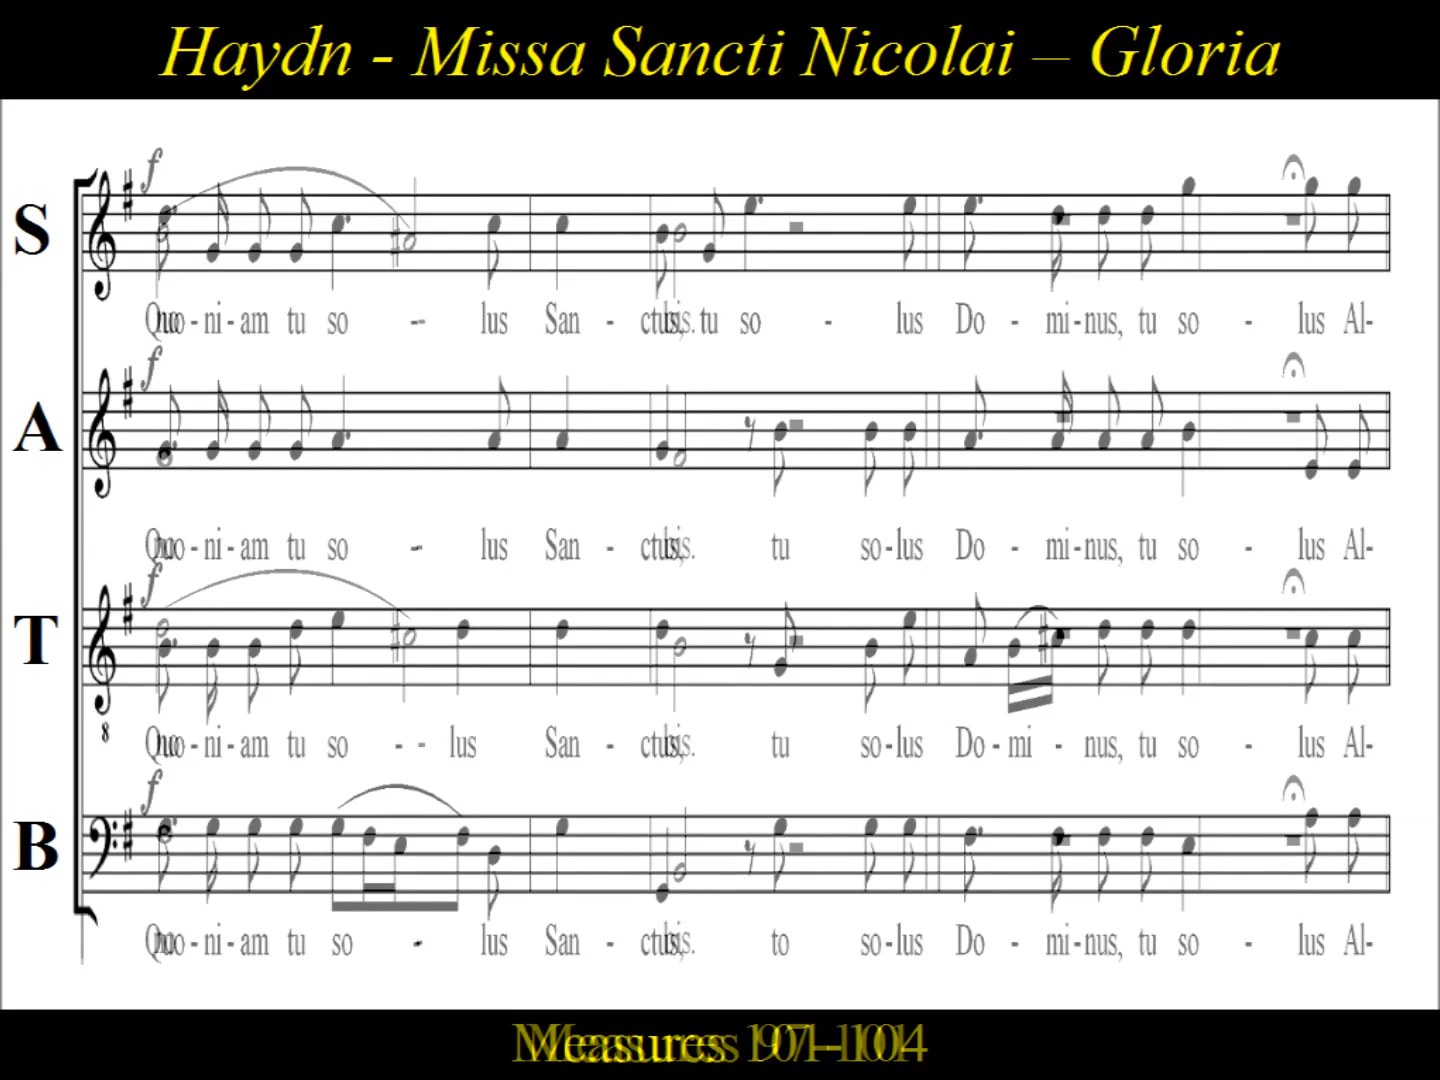 Haydn - Missa Sancti Nicolai – Gloria
f
S
Quo - ni - am tu so - lus San - ctus, tu so - lus Do - mi - nus, tu so - lus Al-
f
A
Quo - ni - am tu so - lus San - ctus, tu so - lus Do - mi - nus, tu so - lus Al-
f
T
8
Quo - ni - am tu so - - lus San - ctus, tu so - lus Do - mi - nus, tu so - lus Al-
f
B
Quo - ni - am tu so - lus San - ctus, to so - lus Do - mi - nus, tu so - lus Al-
Measures